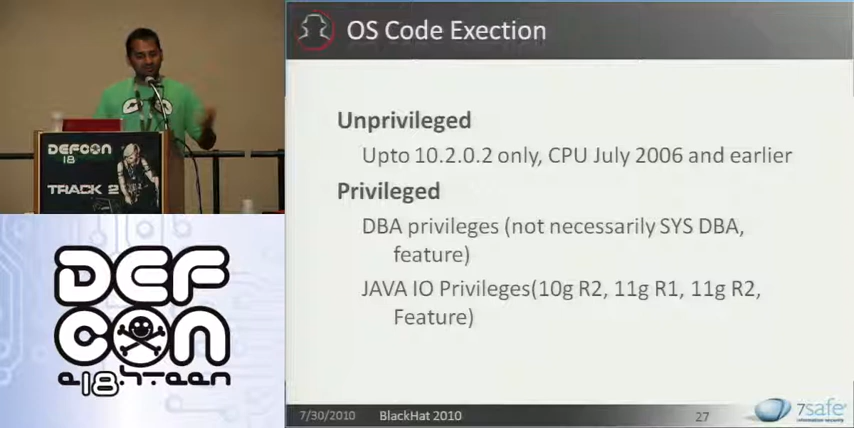 DEFCON
18
TRACK 2
DEF
CON
OS Code Exection
Unprivileged
Upto 10.2.0.2 only, CPU July 2006 and earlier
Privileged
DBA privileges (not necessarily SYS DBA,
feature)
JAVA IO Privileges(10g R2, 11g R1, 11g R2,
Feature)
7/30/2010 BlackHat 2010 27
7safe
information security